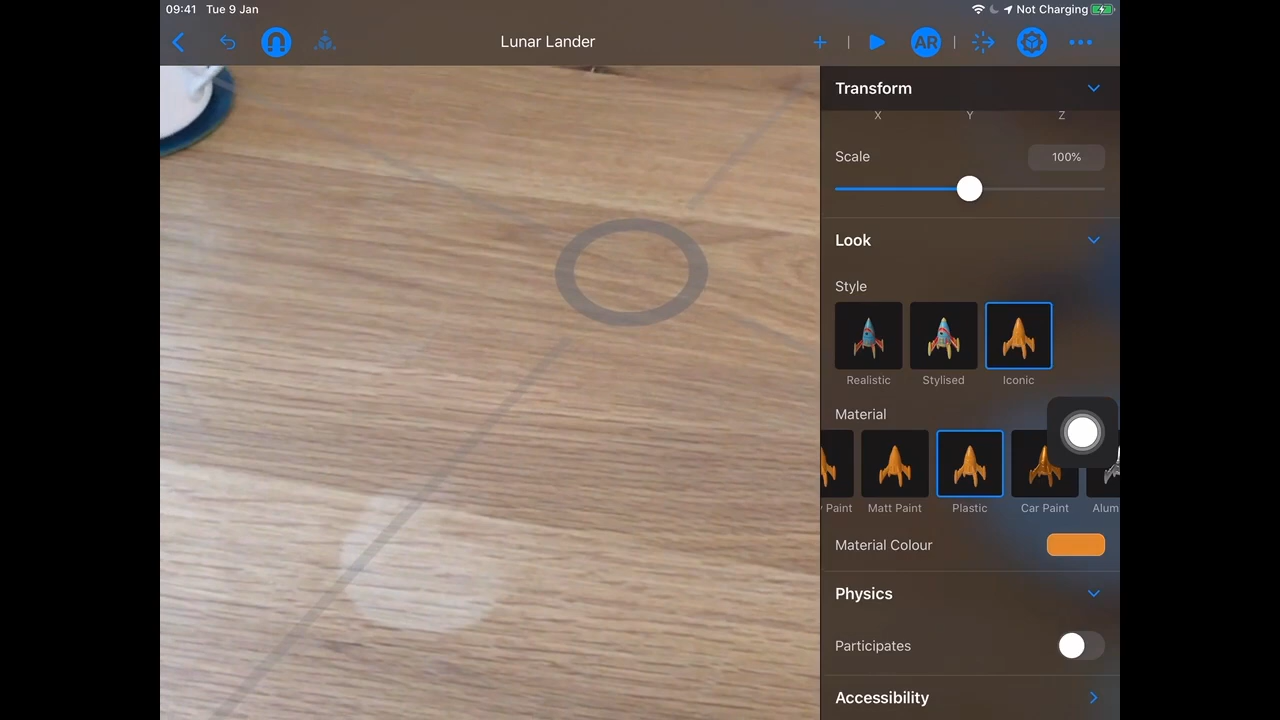 09:41 Tue 9 Jan
Not Charging
Lunar Lander
AR
Transform
X Y Z
Scale 100%
Look
Style
Realistic Stylised Iconic
Material
Paint Matt Paint Plastic Car Paint Alum
Material Colour
Physics
Participates
Accessibility